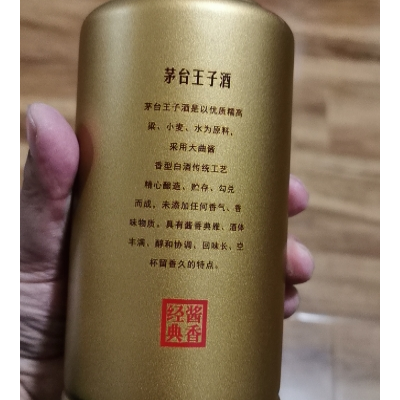 茅台王子酒
茅台王子酒是以优质糯高
粱、小麦、水为原料,
采用大曲酱
香型白酒传统工艺
精心酿造、贮存、勾兑
而成，未添加任何香气、香
味物质，具有酱香典雅、酒体
丰满、醇和协调、回味长、空
杯留香久的特点。
酱香
经典